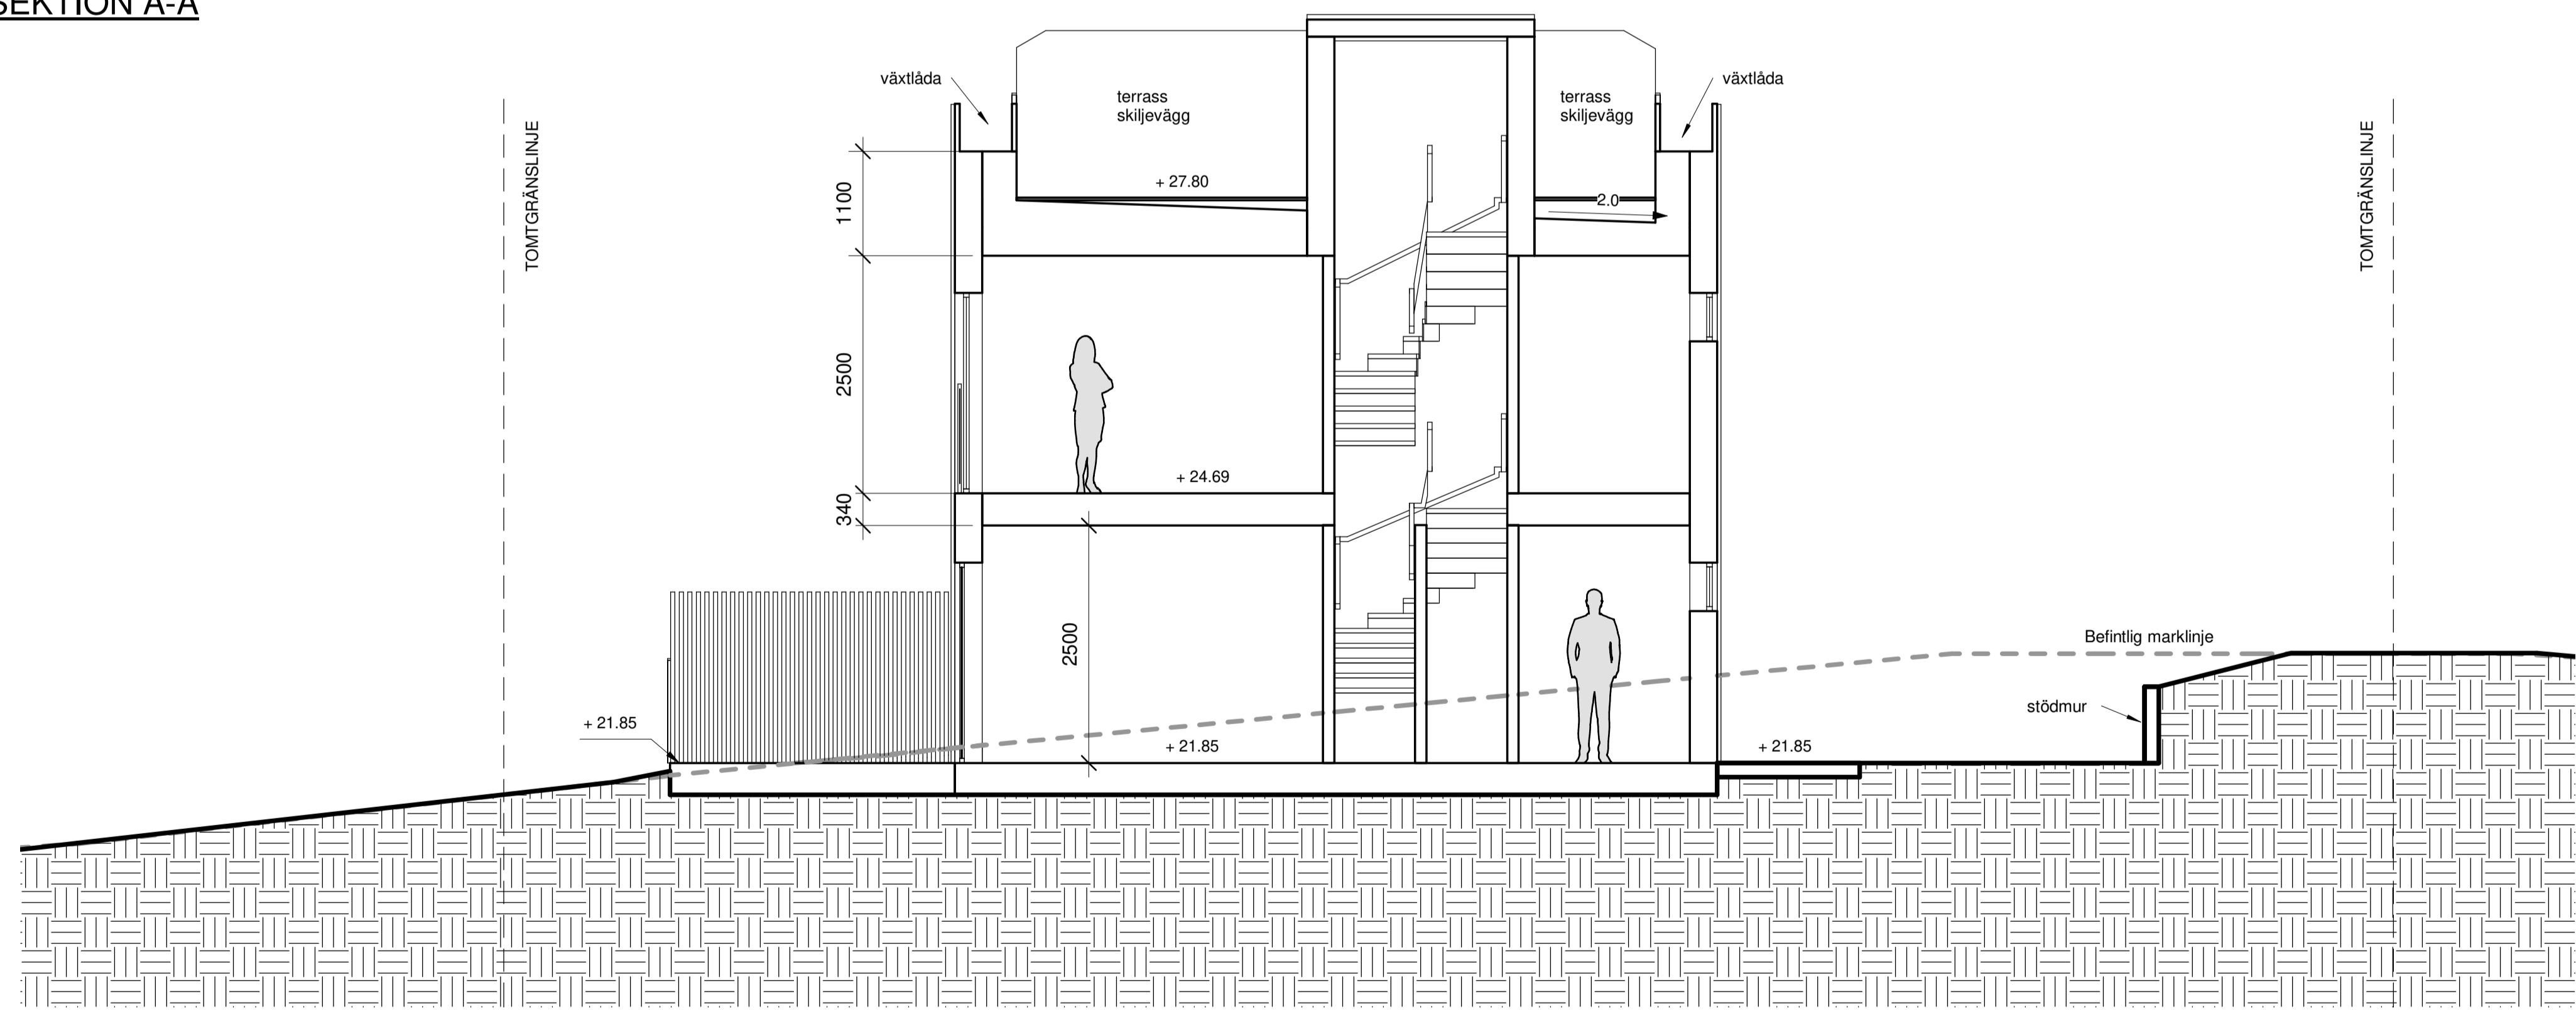 SEKTION A-A
växtlåda
terrass
skiljevägg
terrass
skiljevägg
växtlåda
TOMTGRÄNSLINJE
TOMTGRÄNSLINJE
+ 27.80
2.0
1100
2500
+ 24.69
340
2500
Befintlig marklinje
stödmur
+ 21.85
+ 21.85
+ 21.85